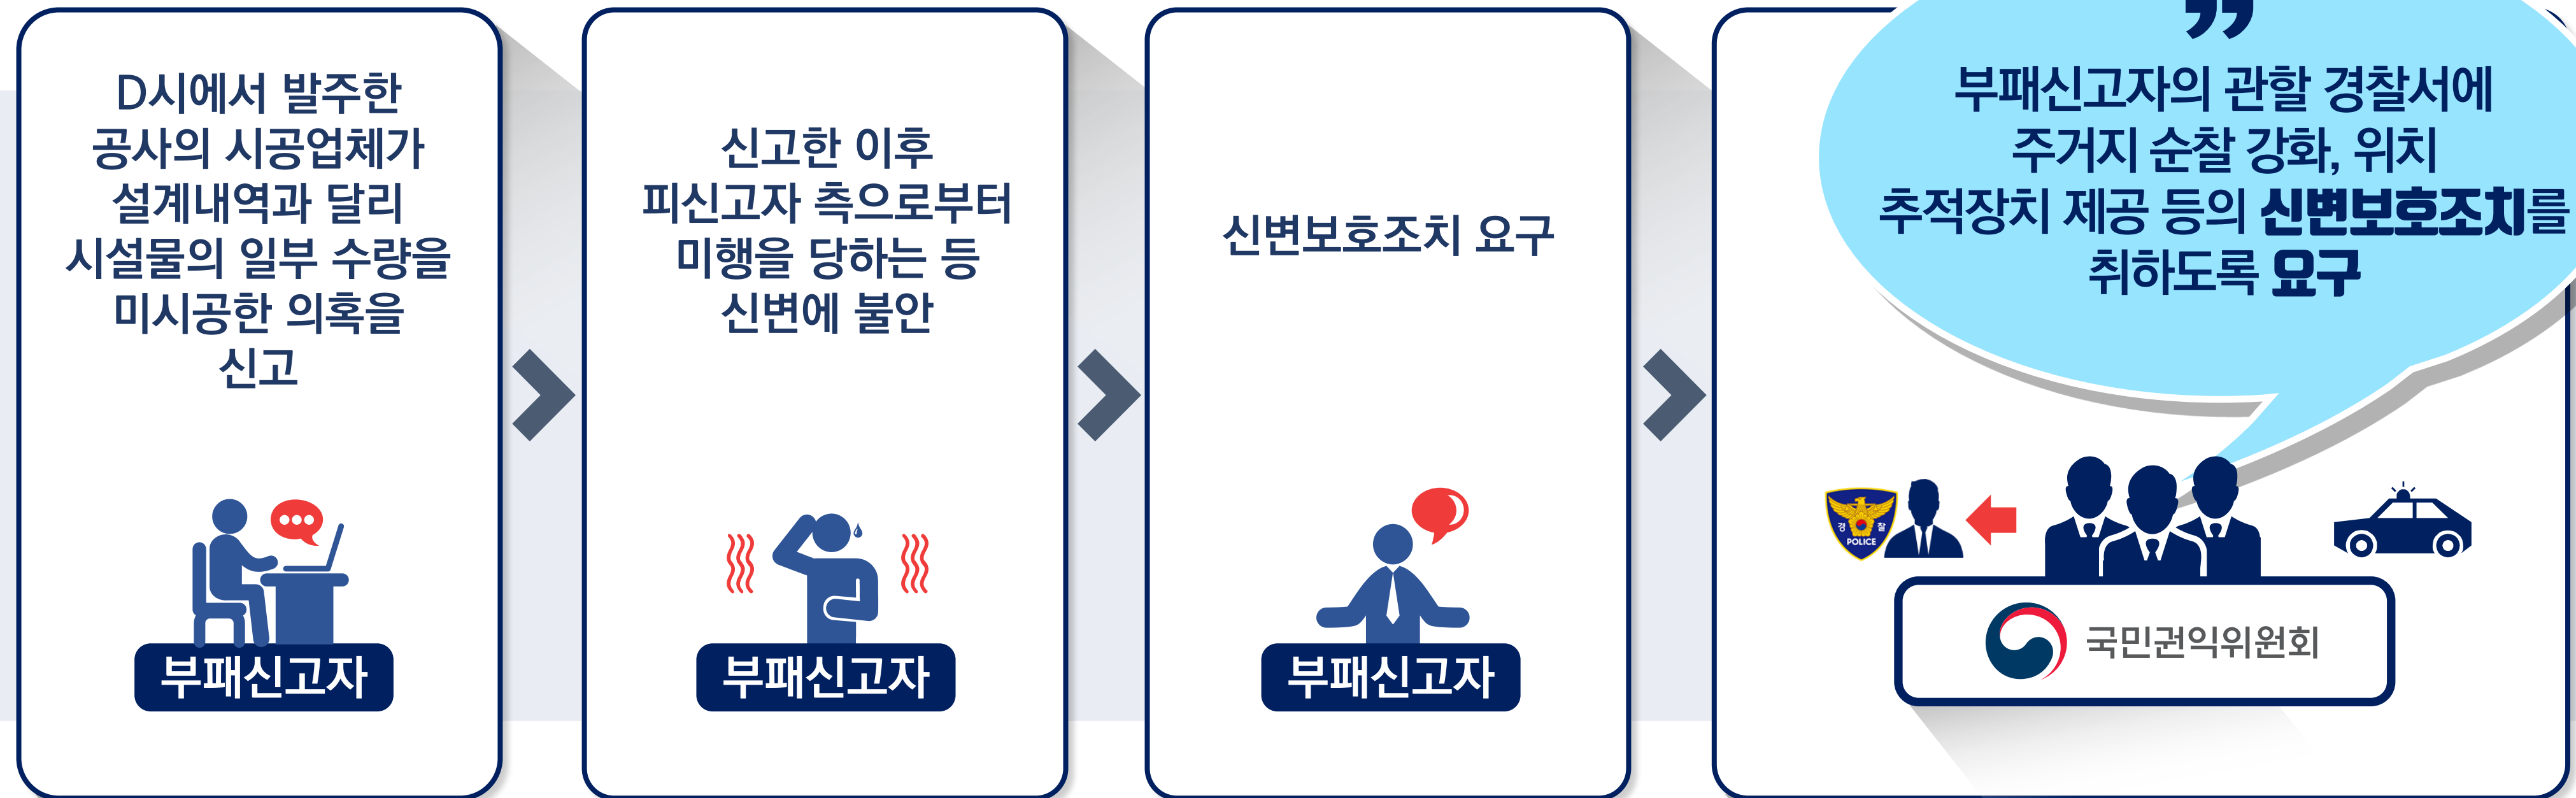 D시에서 발주한
공사의 시공업체가
설계내역과 달리
시설물의 일부 수량을
미시공한 의혹을
신고
부패신고자
신고한 이후
피신고자 측으로부터
미행을 당하는 등
신변에 불안
부패신고자
신변보호조치 요구
부패신고자
”
부패신고자의 관할 경찰서에
주거지 순찰 강화, 위치
추적장치 제공 등의 신변보호조치를
취하도록 요구
경 찰
POLICE
국민권익위원회